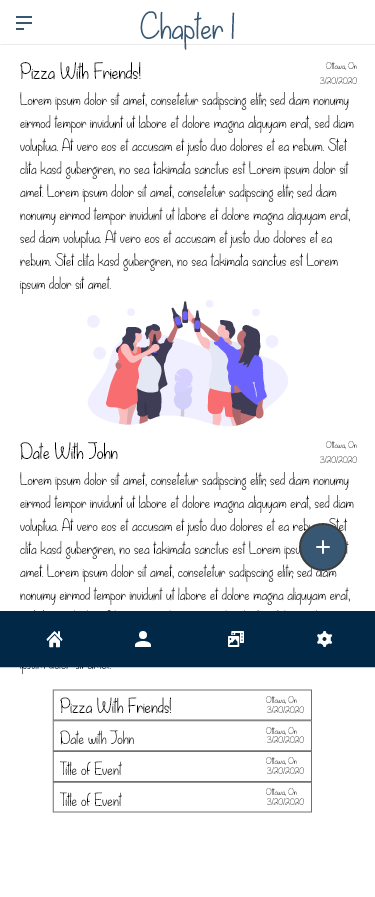 Chapter 1
Pizza With Friends!
Ottawa, On
3/20/2020
Lorem ipsum dolor sit amet, consetetur sadipscing elitr, sed diam nonumy
eirmod tempor invidunt ut labore et dolore magna aliquyam erat, sed diam
voluptua. At vero eos et accusam et justo duo dolores et ea rebum. Stet
clita kasd gubergren, no sea takimata sanctus est Lorem ipsum dolor sit
amet. Lorem ipsum dolor sit amet, consetetur sadipscing elitr, sed diam
nonumy eirmod tempor invidunt ut labore et dolore magna aliquyam erat,
sed diam voluptua. At vero eos et accusam et justo duo dolores et ea
rebum. Stet clita kasd gubergren, no sea takimata sanctus est Lorem
ipsum dolor sit amet.
Date With John
Ottawa, On
3/20/2020
Lorem ipsum dolor sit amet, consetetur sadipscing elitr, sed diam nonumy
eirmod tempor invidunt ut labore et dolore magna aliquyam erat, sed diam
voluptua. At vero eos et accusam et justo duo dolores et ea Stet
clita kasd gubergren, no sea takimata sanctus est Lorem
amet. Lorem ipsum dolor sit amet, consetetur sadipscing elitr, sed diam
nonumy eirmod tempor invidunt ut labore et dolore magna aliquyam erat,
Pizza With Friends!
Ottawa, On
3/20/2020
Date with John
Ottawa, On
3/20/2020
Title of Event
Ottawa, On
3/20/2020
Title of Event
Ottawa, On
3/20/2020